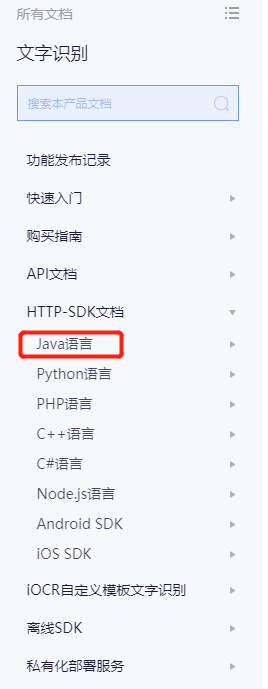 所有文档
文字识别
搜索本产品文档
功能发布记录
快速入门
购买指南
API文档
HTTP-SDK文档
Java语言
Python语言
PHP语言
C++语言
C#语言
Node.js语言
Android SDK
iOS SDK
iOCR自定义模板文字识别
离线SDK
私有化部署服务